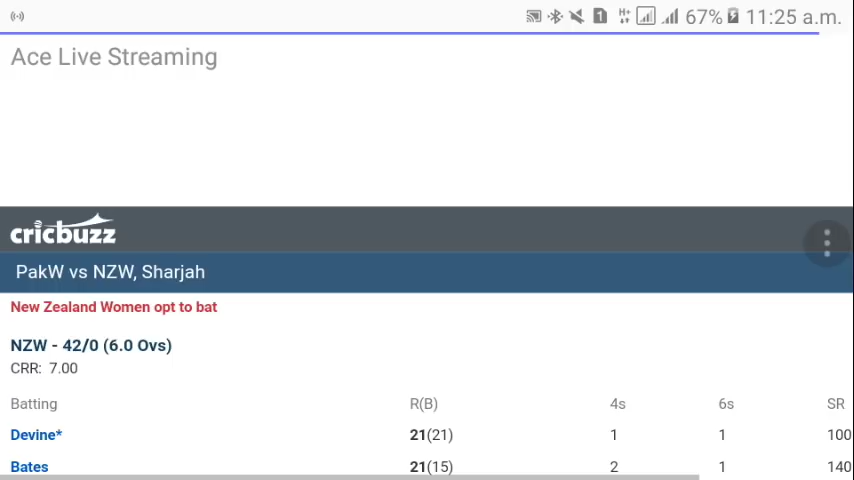 1 H+ 67% 11:25 a.m.
Ace Live Streaming
cricbuzz
PakW vs NZW, Sharjah
New Zealand Women opt to bat
NZW - 42/0 (6.0 Ovs)
CRR: 7.00
Batting R(B) 4s 6s SR
Devine* 21(21) 1 1 100
Bates 21(15) 2 1 140